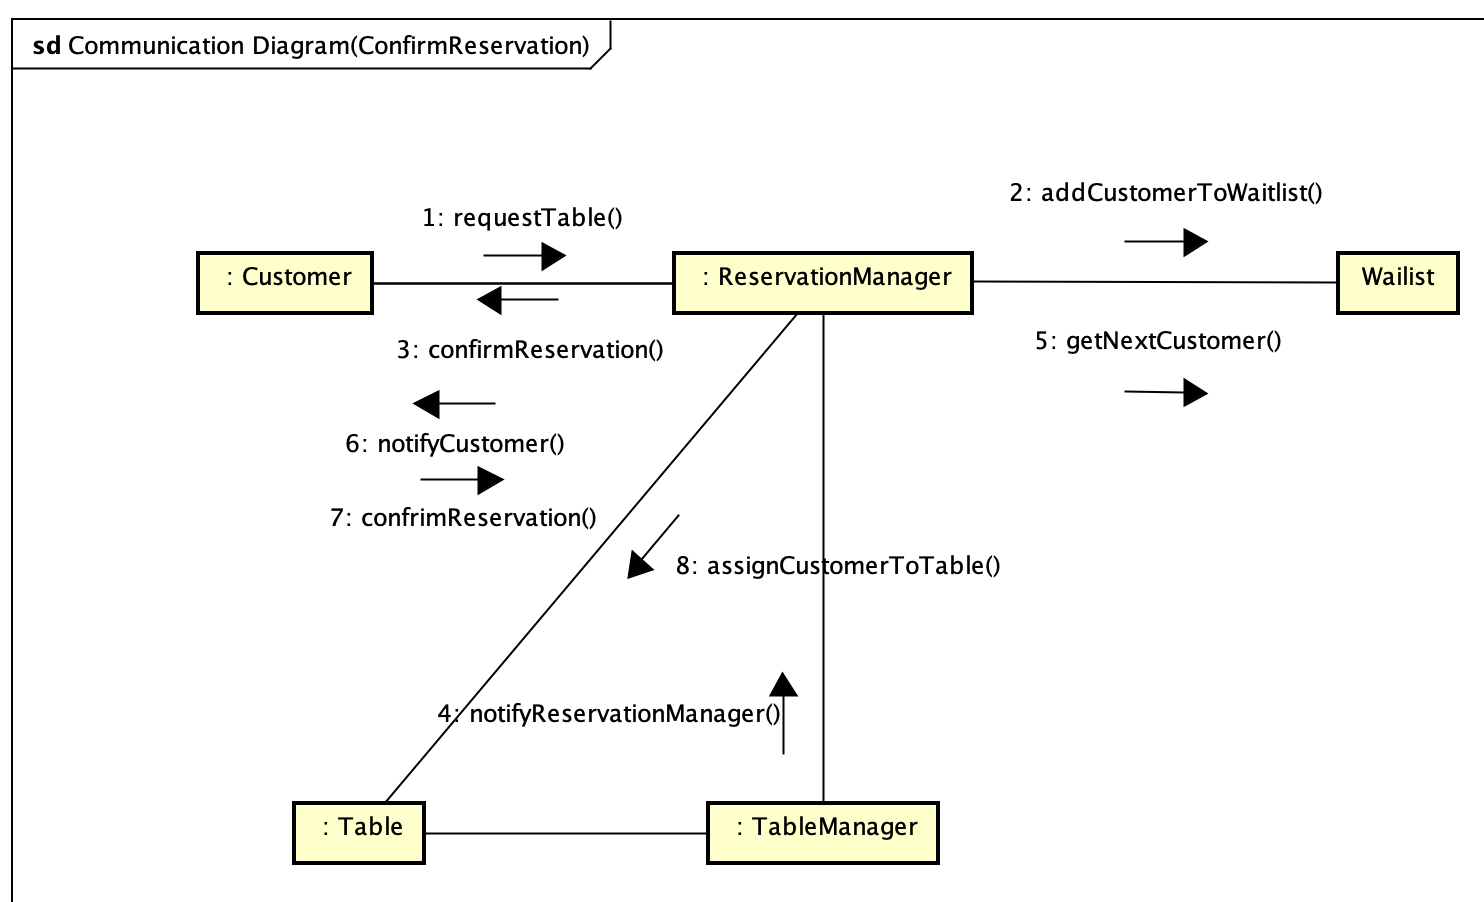 sd Communication Diagram(ConfirmReservation)
2: addCustomerToWaitlist()
1: requestTable()
: Customer
: ReservationManager
Wailist
3: confirmReservation()
5: getNextCustomer()
6: notifyCustomer()
7: confrimReservation()
8: assignCustomerToTable()
4: notifyReservationManager()
: Table
: TableManager